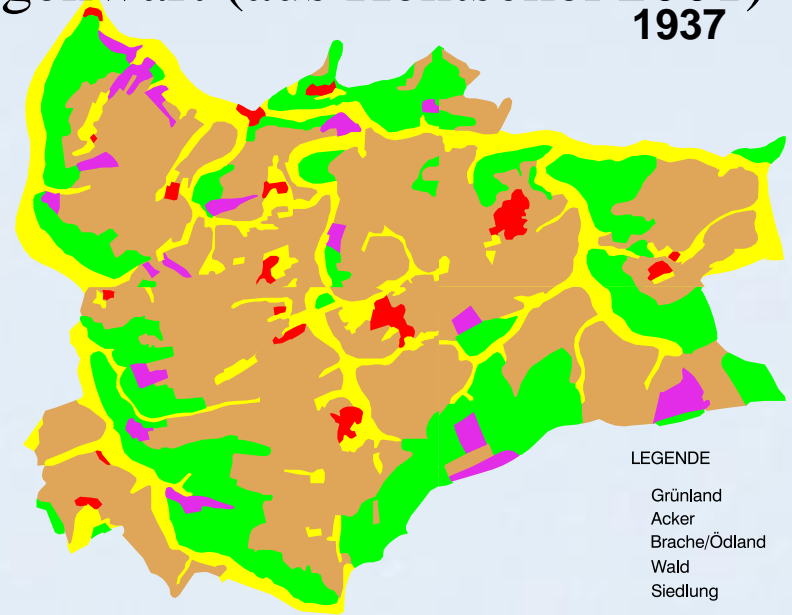 1937
LEGENDE
Grünland
Acker
Brache/Ödland
Wald
Siedlung